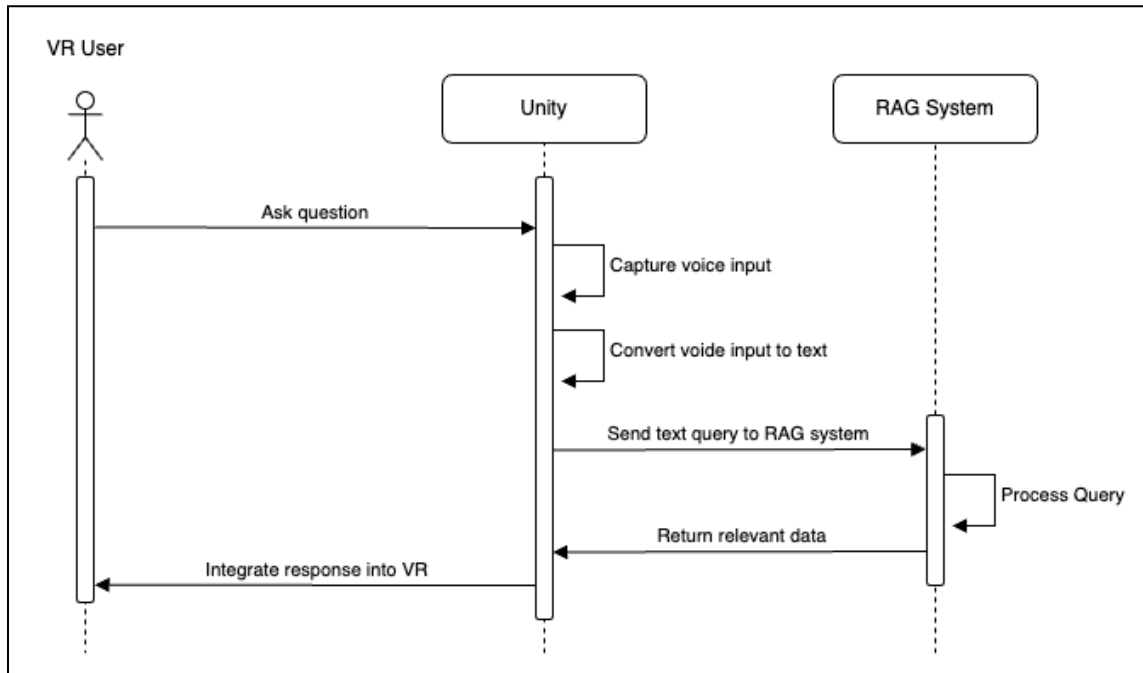 VR User
Unity
RAG System
Ask question
Capture voice input
Convert voide input to text
Send text query to RAG system
Process Query
Return relevant data
Integrate response into VR